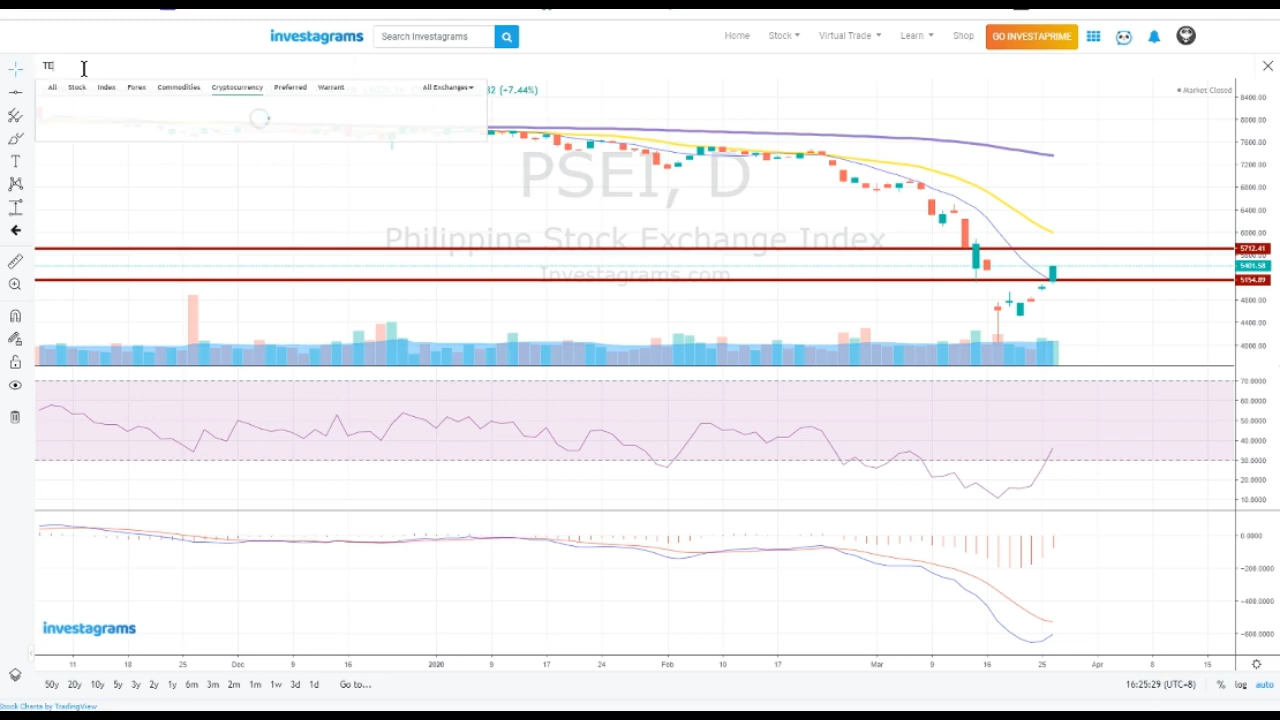 investagrams Search Investagrams Home Stock Virtual Trade Learn Shop GO INVESTAPRIME
TE
All Stock Index Forex Commodities Cryptocurrency Preferred Warrant All Exchanges
(+7.44%) Market Closed
8400.00
8000.00
7600.00
7200.00
6800.00
6400.00
6000.00
5712.41
5401.58
5154.89
4800.00
4400.00
4000.00
PSEI, D
Philippine Stock Exchange Index
Investagrams.com
70.0000
60.0000
50.0000
40.0000
30.0000
20.0000
10.0000
0.0000
-200.0000
-400.0000
-600.0000
investagrams
11 18 25 Dec 9 16 2020 9 17 24 Feb 10 17 Mar 9 16 25 Apr 8 15
50y 20y 10y 5y 3y 2y 1y 6m 3m 2m 1m 1w 3d 1d Go to... 16:25:29 (UTC+8) % log auto
Stock Charts by TradingView